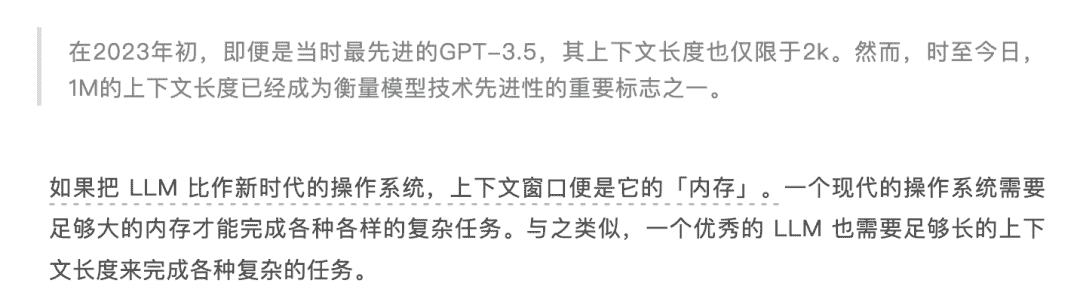 在2023年初，即便是当时最先进的GPT-3.5，其上下文长度也仅限于2k。然而，时至今日，
1M的上下文长度已经成为衡量模型技术先进性的重要标志之一。
如果把 LLM 比作新时代的操作系统，上下文窗口便是它的「内存」。一个现代的操作系统需要
足够大的内存才能完成各种各样的复杂任务。与之类似，一个优秀的 LLM 也需要足够长的上下
文长度来完成各种复杂的任务。